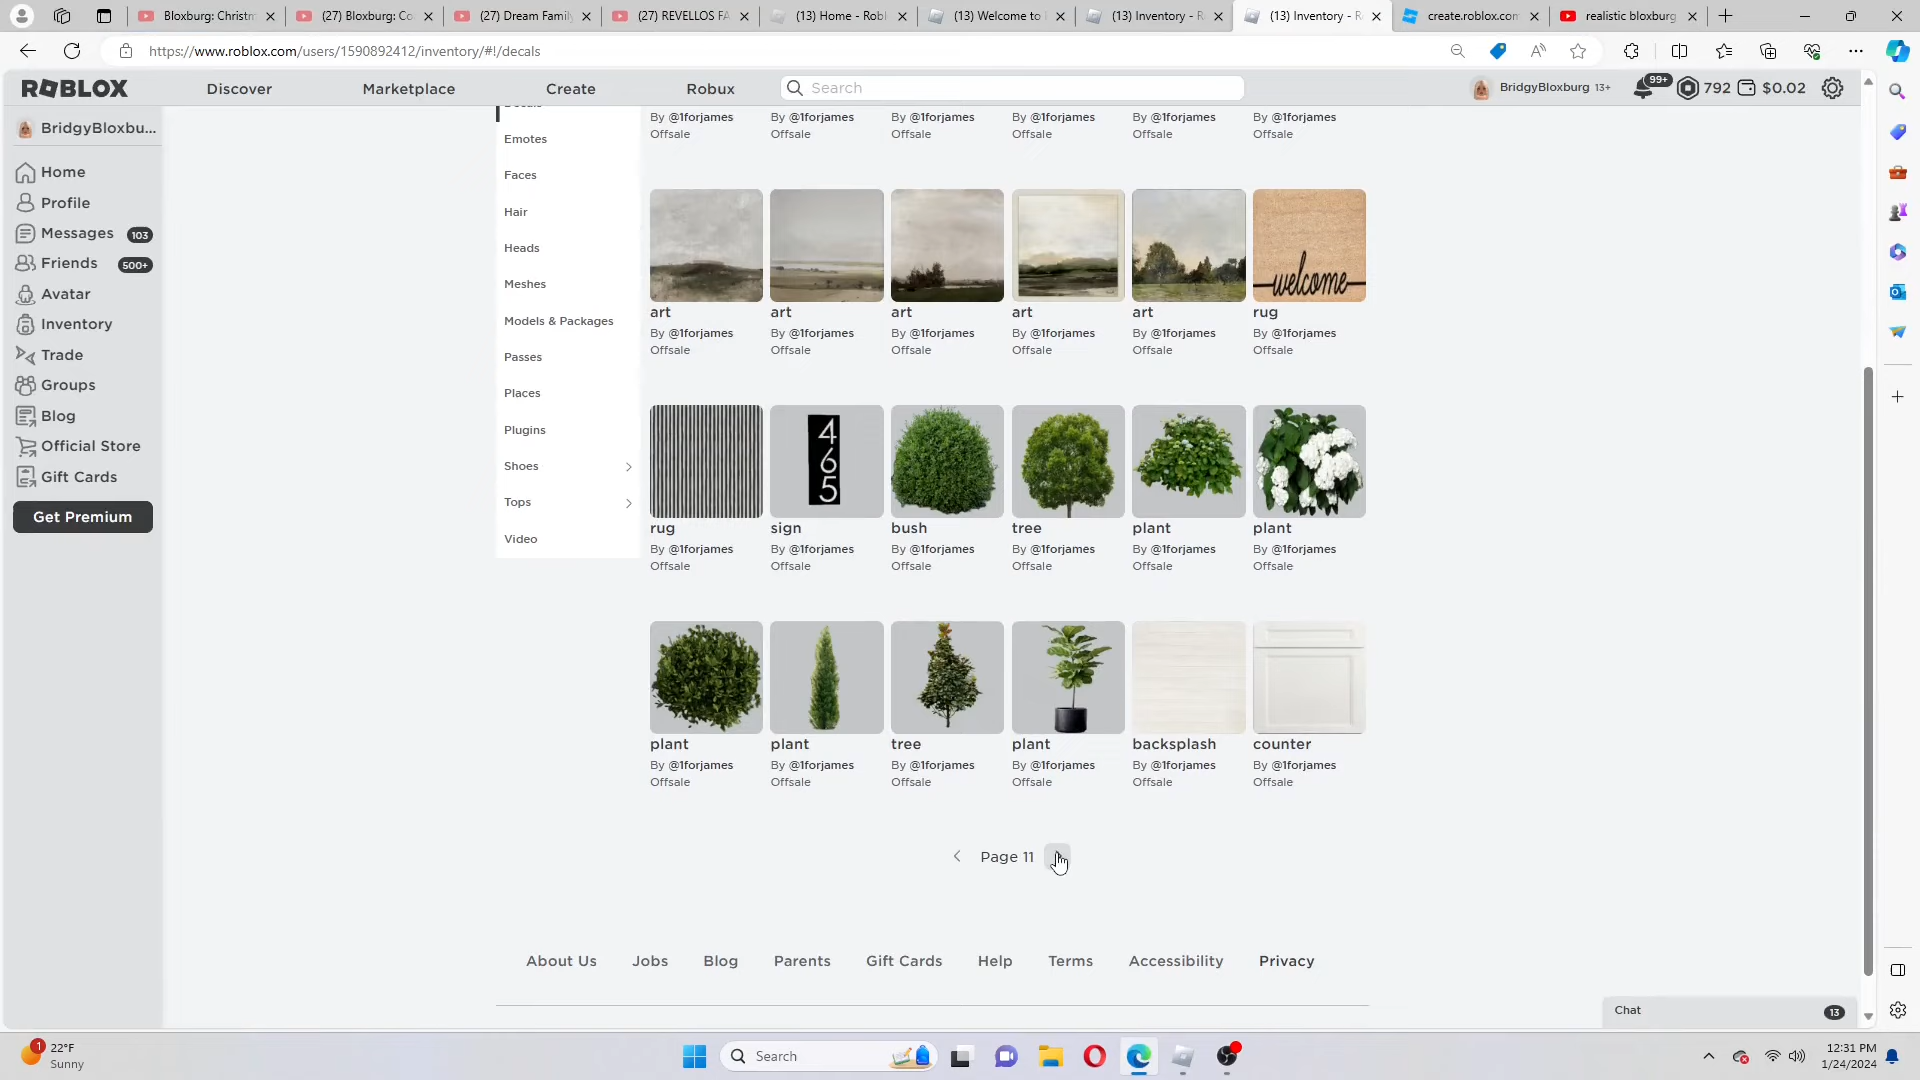 Bloxburg: Christm
(27) Bloxburg: Co
(27) Dream Family
(27) REVELLOS FA
(13) Home - Robl
(13) Welcome to
(13) Inventory - R
(13) Inventory - R
create.roblox.com
realistic bloxburg
https://www.roblox.com/users/1590892412/inventory/#!/decals
ROBLOX
Discover
Marketplace
Create
Robux
Search
BridgyBloxburg 13+
99+
792
$0.02
BridgyBloxbu...
Home
Profile
Messages 103
Friends 500+
Avatar
Inventory
Trade
Groups
Blog
Official Store
Gift Cards
Get Premium
Decals
Emotes
Faces
Hair
Heads
Meshes
Models & Packages
Passes
Places
Plugins
Shoes
Tops
Video
By @1forjames By @1forjames By @1forjames By @1forjames By @1forjames By @1forjames
Offsale Offsale Offsale Offsale Offsale Offsale
welcome
art art art art art rug
By @1forjames By @1forjames By @1forjames By @1forjames By @1forjames By @1forjames
Offsale Offsale Offsale Offsale Offsale Offsale
4
6
5
rug sign bush tree plant plant
By @1forjames By @1forjames By @1forjames By @1forjames By @1forjames By @1forjames
Offsale Offsale Offsale Offsale Offsale Offsale
plant plant tree plant backsplash counter
By @1forjames By @1forjames By @1forjames By @1forjames By @1forjames By @1forjames
Offsale Offsale Offsale Offsale Offsale Offsale
Page 11
About Us Jobs Blog Parents Gift Cards Help Terms Accessibility Privacy
Chat 13
1
22°F
Sunny
Search
12:31 PM
1/24/2024